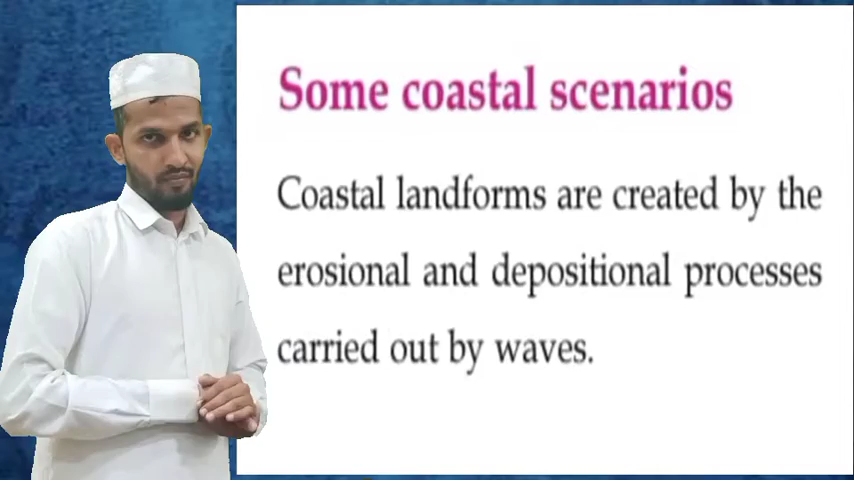 Some coastal scenarios
Coastal landforms are created by the
erosional and depositional processes
carried out by waves.